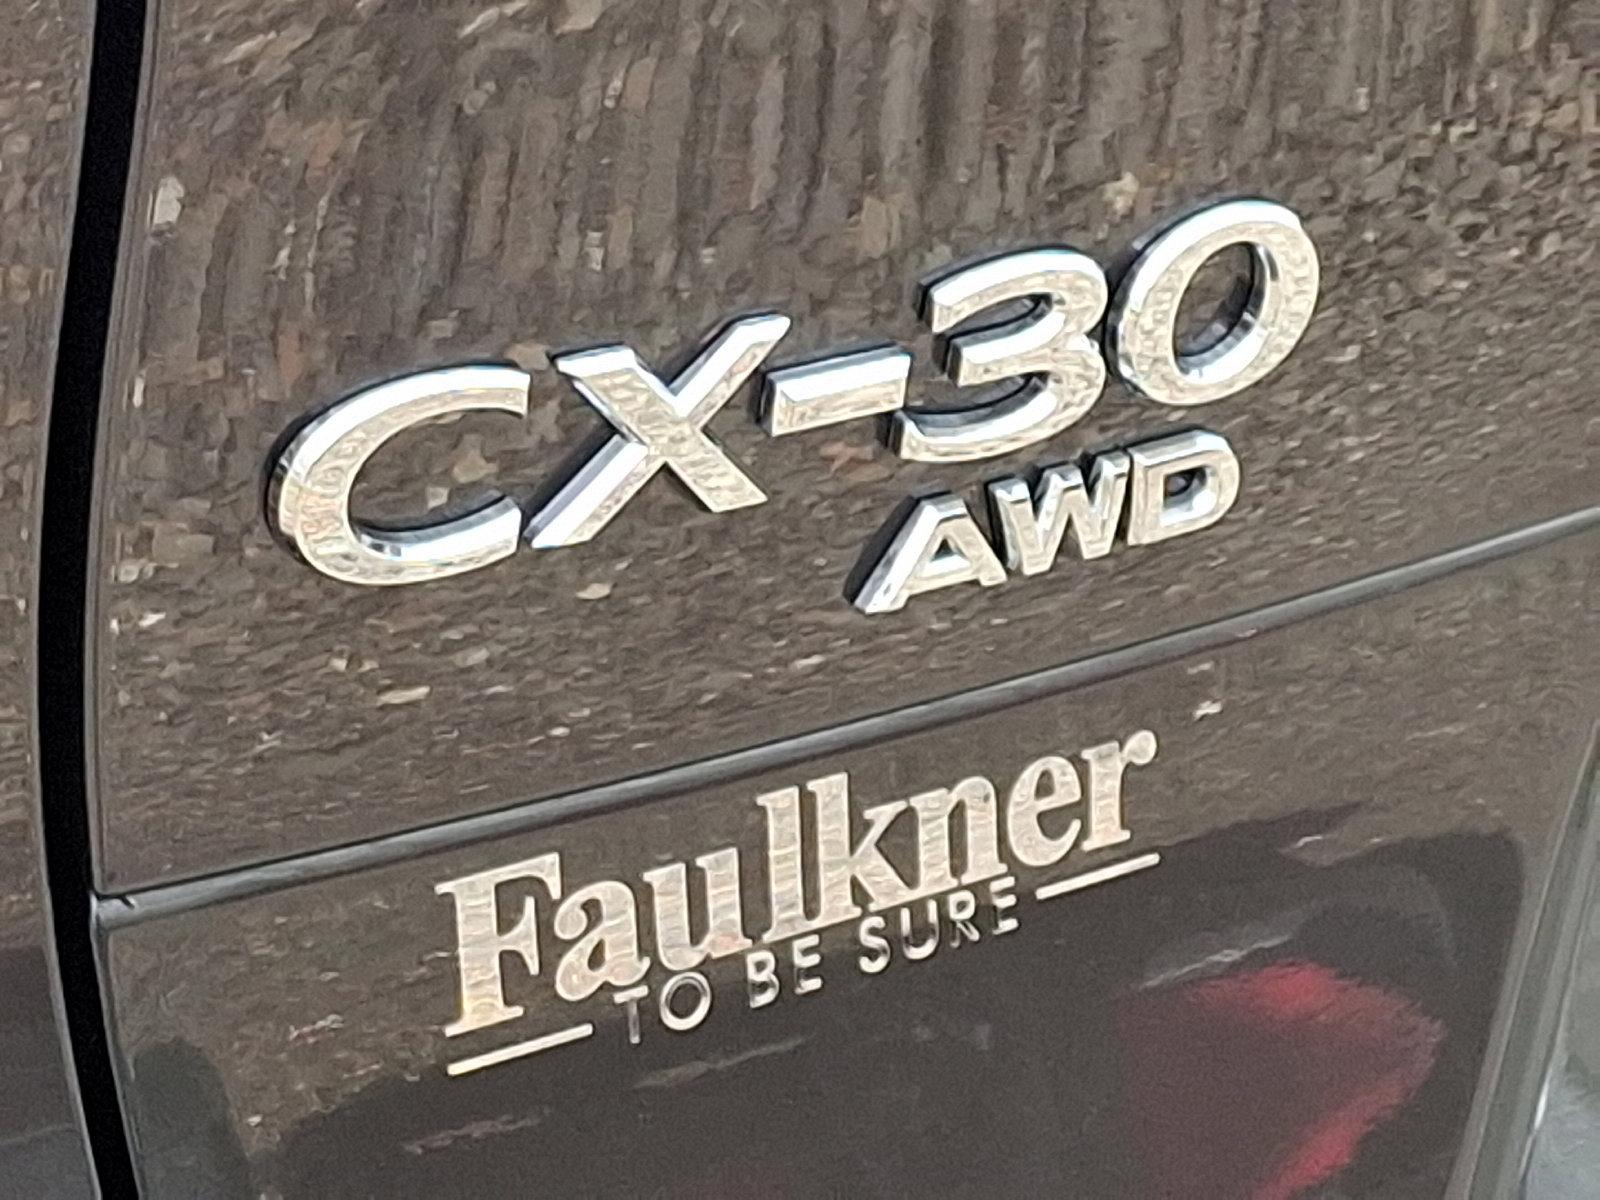 CX-30
AWD
Faulkner
TO BE SURE